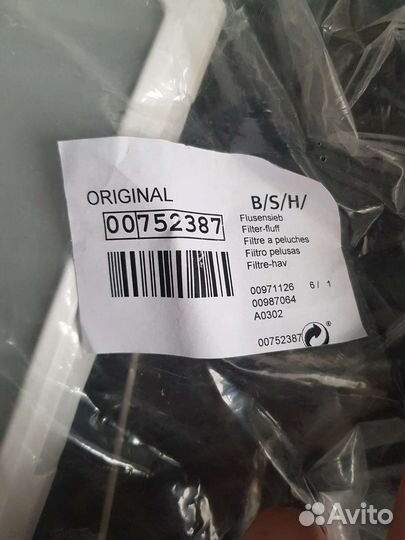 ORIGINAL
00752387
B/S/H/
Flusensieb
Filter-fluff
Filtre a peluches
Filtro pelusas
Filtre-hav
00971126 6/ 1
00987064
A0302
00752387
Avito